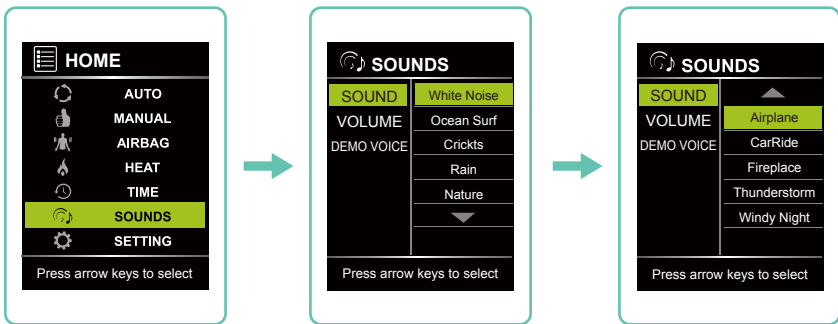 HOME
AUTO
MANUAL
AIRBAG
HEAT
TIME
SOUNDS
SETTING
Press arrow keys to select
SOUNDS
SOUND
VOLUME
DEMO VOICE
White Noise
Ocean Surf
Crickts
Rain
Nature
Press arrow keys to select
SOUNDS
SOUND
VOLUME
DEMO VOICE
Airplane
CarRide
Fireplace
Thunderstorm
Windy Night
Press arrow keys to select